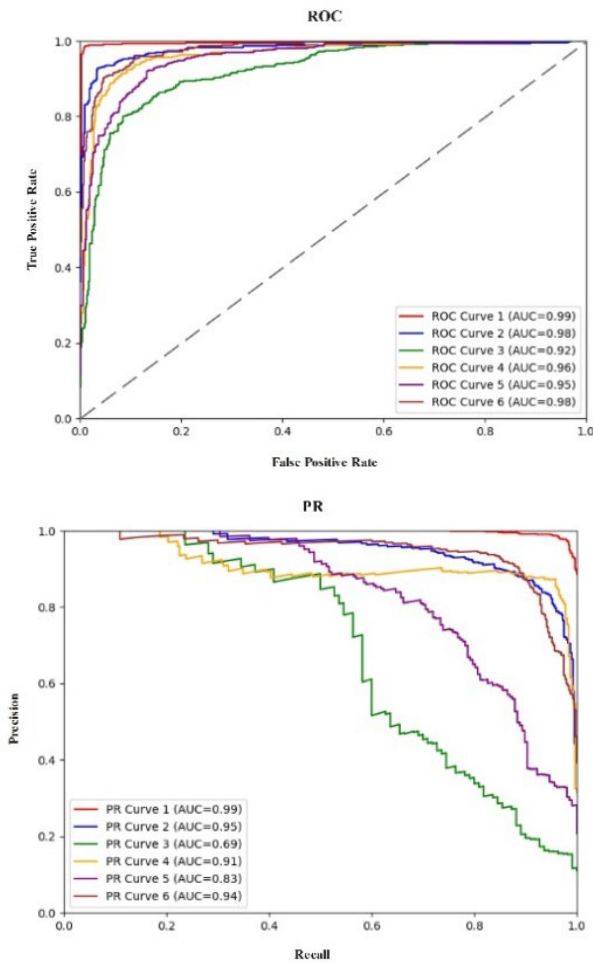 ROC
1.0
0.8
0.6
0.4
0.2
0.0
True Positive Rate
ROC Curve 1 (AUC=0.99)
ROC Curve 2 (AUC=0.98)
ROC Curve 3 (AUC=0.92)
ROC Curve 4 (AUC=0.96)
ROC Curve 5 (AUC=0.95)
ROC Curve 6 (AUC=0.98)
0.0 0.2 0.4 0.6 0.8 1.0
False Positive Rate
PR
1.0
0.8
0.6
0.4
0.2
0.0
Precision
PR Curve 1 (AUC=0.99)
PR Curve 2 (AUC=0.95)
PR Curve 3 (AUC=0.69)
PR Curve 4 (AUC=0.91)
PR Curve 5 (AUC=0.83)
PR Curve 6 (AUC=0.94)
0.0 0.2 0.4 0.6 0.8 1.0
Recall